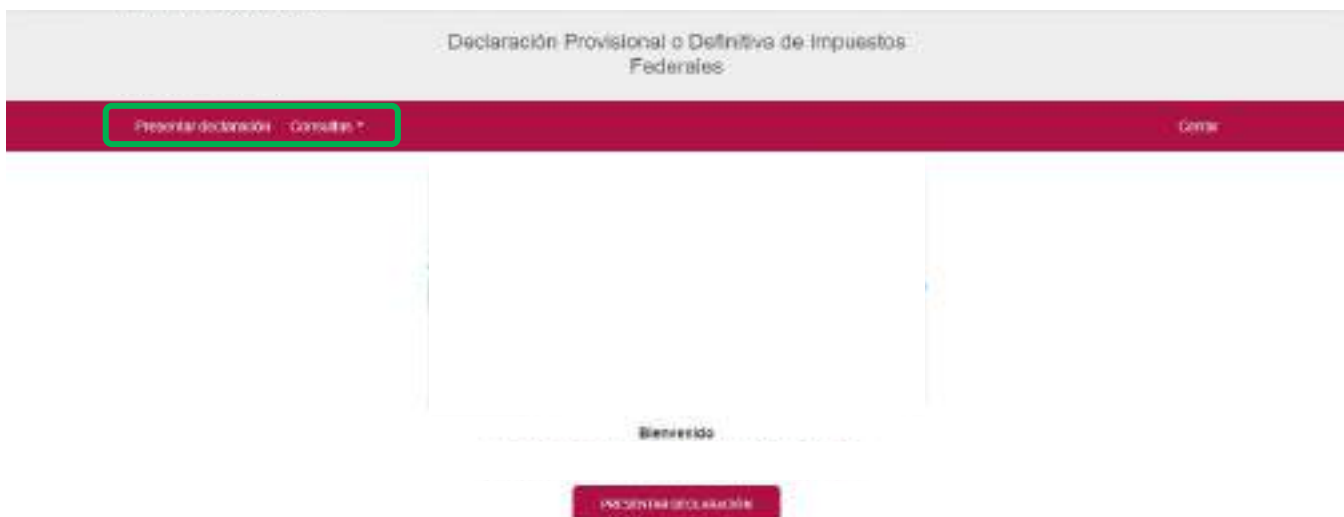 Declaración Provisional o Definitiva de Impuestos
Federales
Presentar declaración Consultas Cerrar
Bienvenido
PRESENTAR DECLARACIÓN